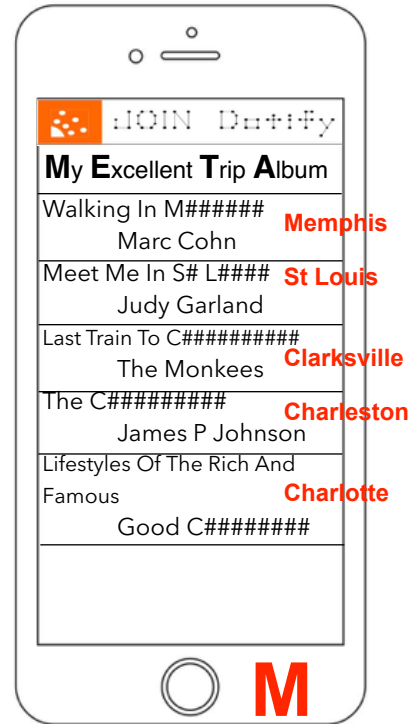 JOIN Dotify
My Excellent Trip Album
Walking In M######
Memphis
Marc Cohn
Meet Me In S# L####
St Louis
Judy Garland
Last Train To C##########
Clarksville
The Monkees
The C#########
Charleston
James P Johnson
Lifestyles Of The Rich And
Famous
Charlotte
Good C########
M